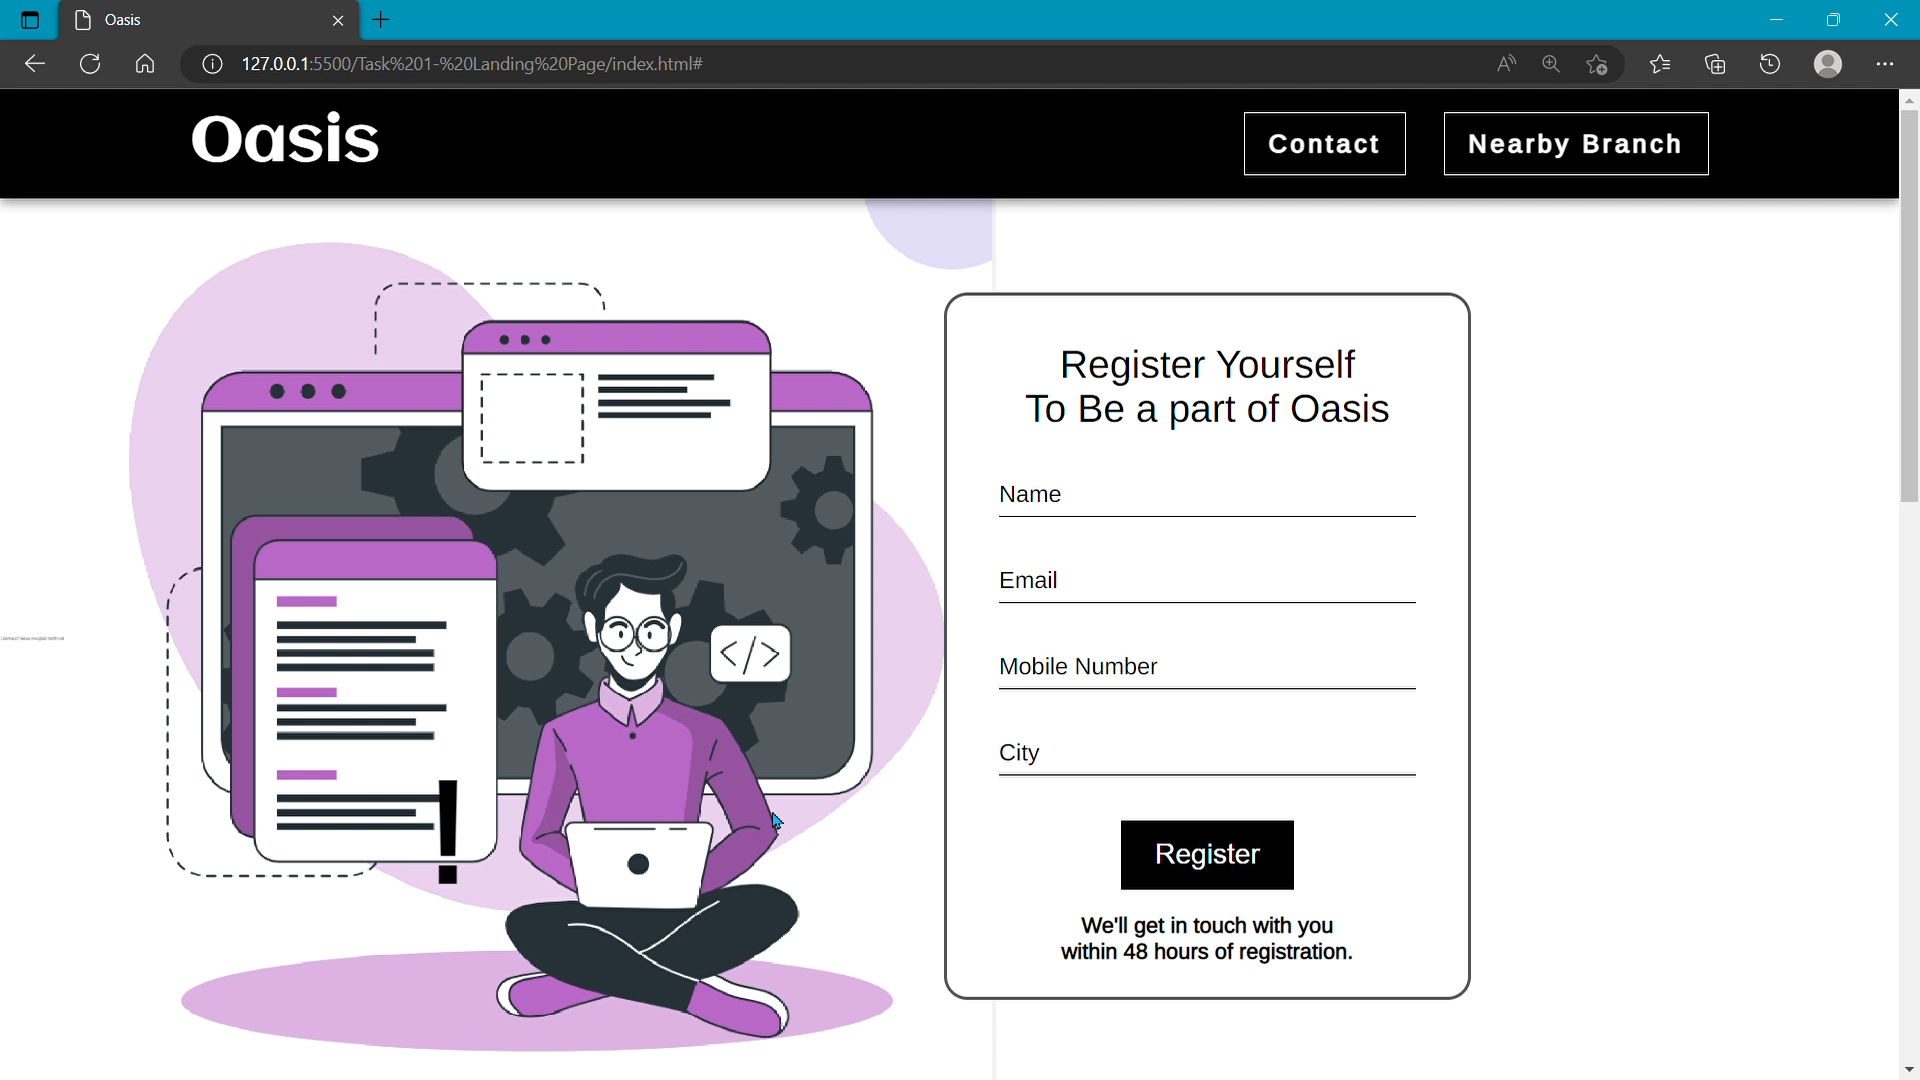 Oasis
127.0.0.1:5500/Task%201-%20Landing%20Page/index.html#
Oasis
Contact
Nearby Branch
Register Yourself
To Be a part of Oasis
Name
Email
Mobile Number
City
</>
!
Register
We'll get in touch with you
within 48 hours of registration.